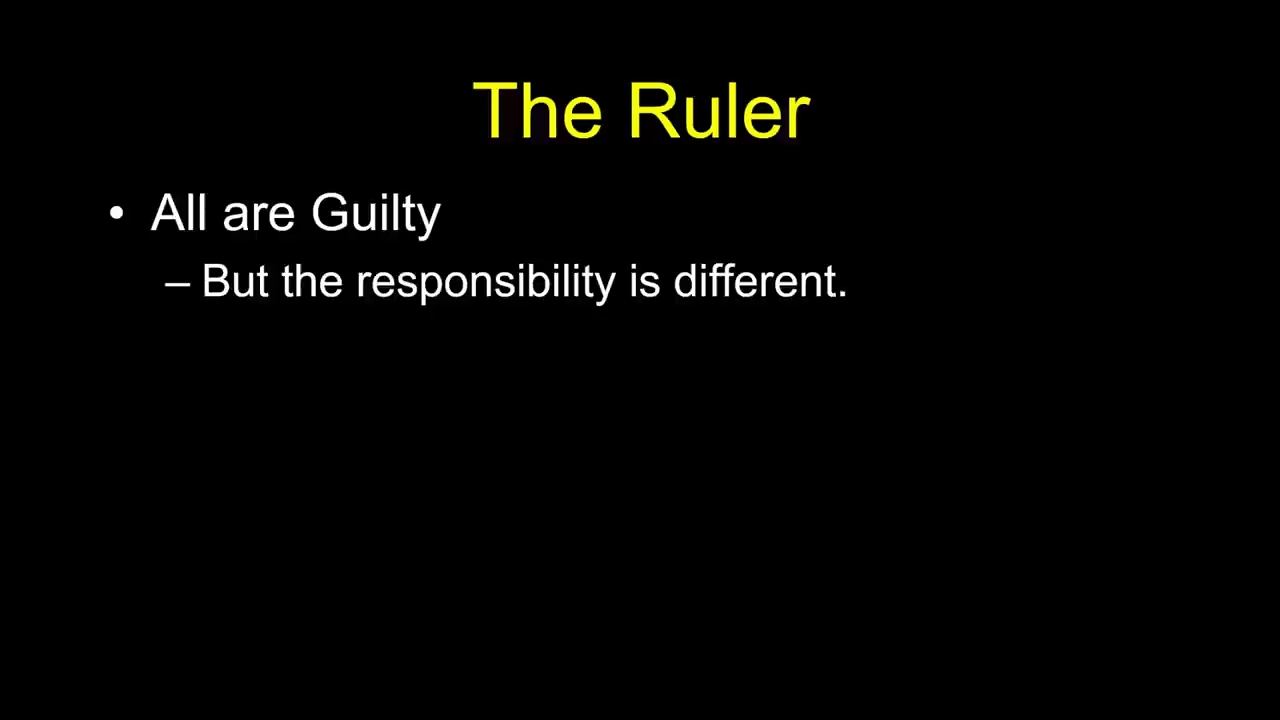 The Ruler
• All are Guilty
– But the responsibility is different.